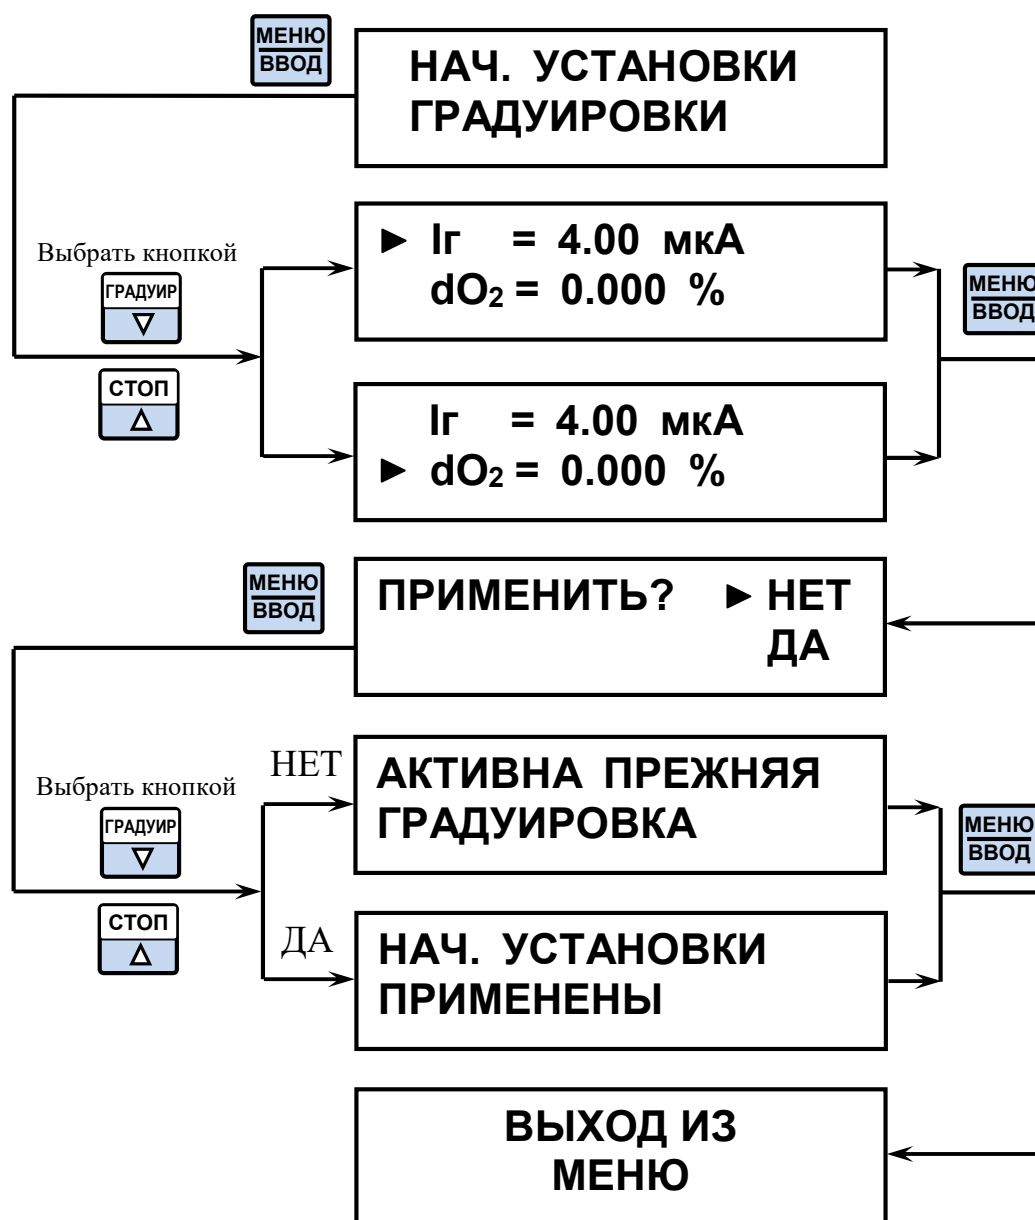 МЕНЮ
ВВОД
НАЧ. УСТАНОВКИ
ГРАДУИРОВКИ
Выбрать кнопкой
ГРАДУИР
СТОП
► Iг = 4.00 мкА
dO₂ = 0.000 %
МЕНЮ
ВВОД
Iг = 4.00 мкА
► dO₂ = 0.000 %
МЕНЮ
ВВОД
ПРИМЕНИТЬ? ► НЕТ
ДА
Выбрать кнопкой
ГРАДУИР
СТОП
НЕТ
АКТИВНА ПРЕЖНЯЯ
ГРАДУИРОВКА
МЕНЮ
ВВОД
ДА
НАЧ. УСТАНОВКИ
ПРИМЕНЕНЫ
ВЫХОД ИЗ
МЕНЮ